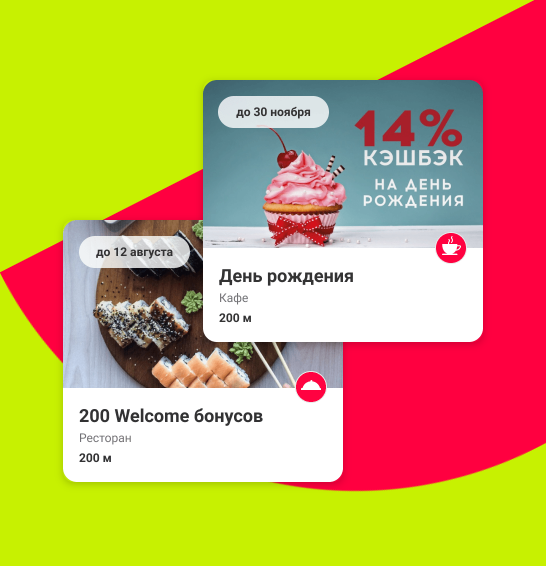 до 30 ноября
14%
КЭШБЭК
НА ДЕНЬ
РОЖДЕНИЯ
День рождения
Кафе
200 м
до 12 августа
200 Welcome бонусов
Ресторан
200 м